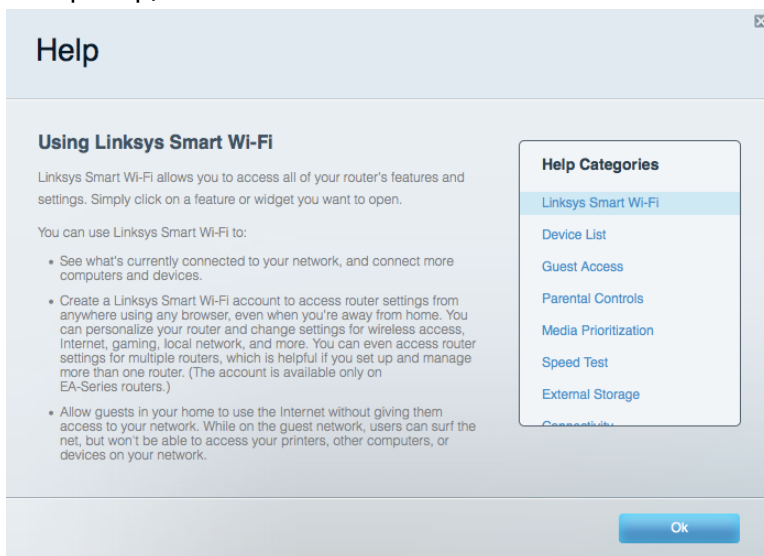 Help
Using Linksys Smart Wi-Fi
Linksys Smart Wi-Fi allows you to access all of your router's features and
settings. Simply click on a feature or widget you want to open.
You can use Linksys Smart Wi-Fi to:
• See what's currently connected to your network, and connect more
computers and devices.
• Create a Linksys Smart Wi-Fi account to access router settings from
anywhere using any browser, even when you're away from home. You
can personalize your router and change settings for wireless access,
Internet, gaming, local network, and more. You can even access router
settings for multiple routers, which is helpful if you set up and manage
more than one router. (The account is available only on
EA-Series routers.)
• Allow guests in your home to use the Internet without giving them
access to your network. While on the guest network, users can surf the
net, but won't be able to access your printers, other computers, or
devices on your network.
Help Categories
Linksys Smart Wi-Fi
Device List
Guest Access
Parental Controls
Media Prioritization
Speed Test
External Storage
Connectivity
Ok